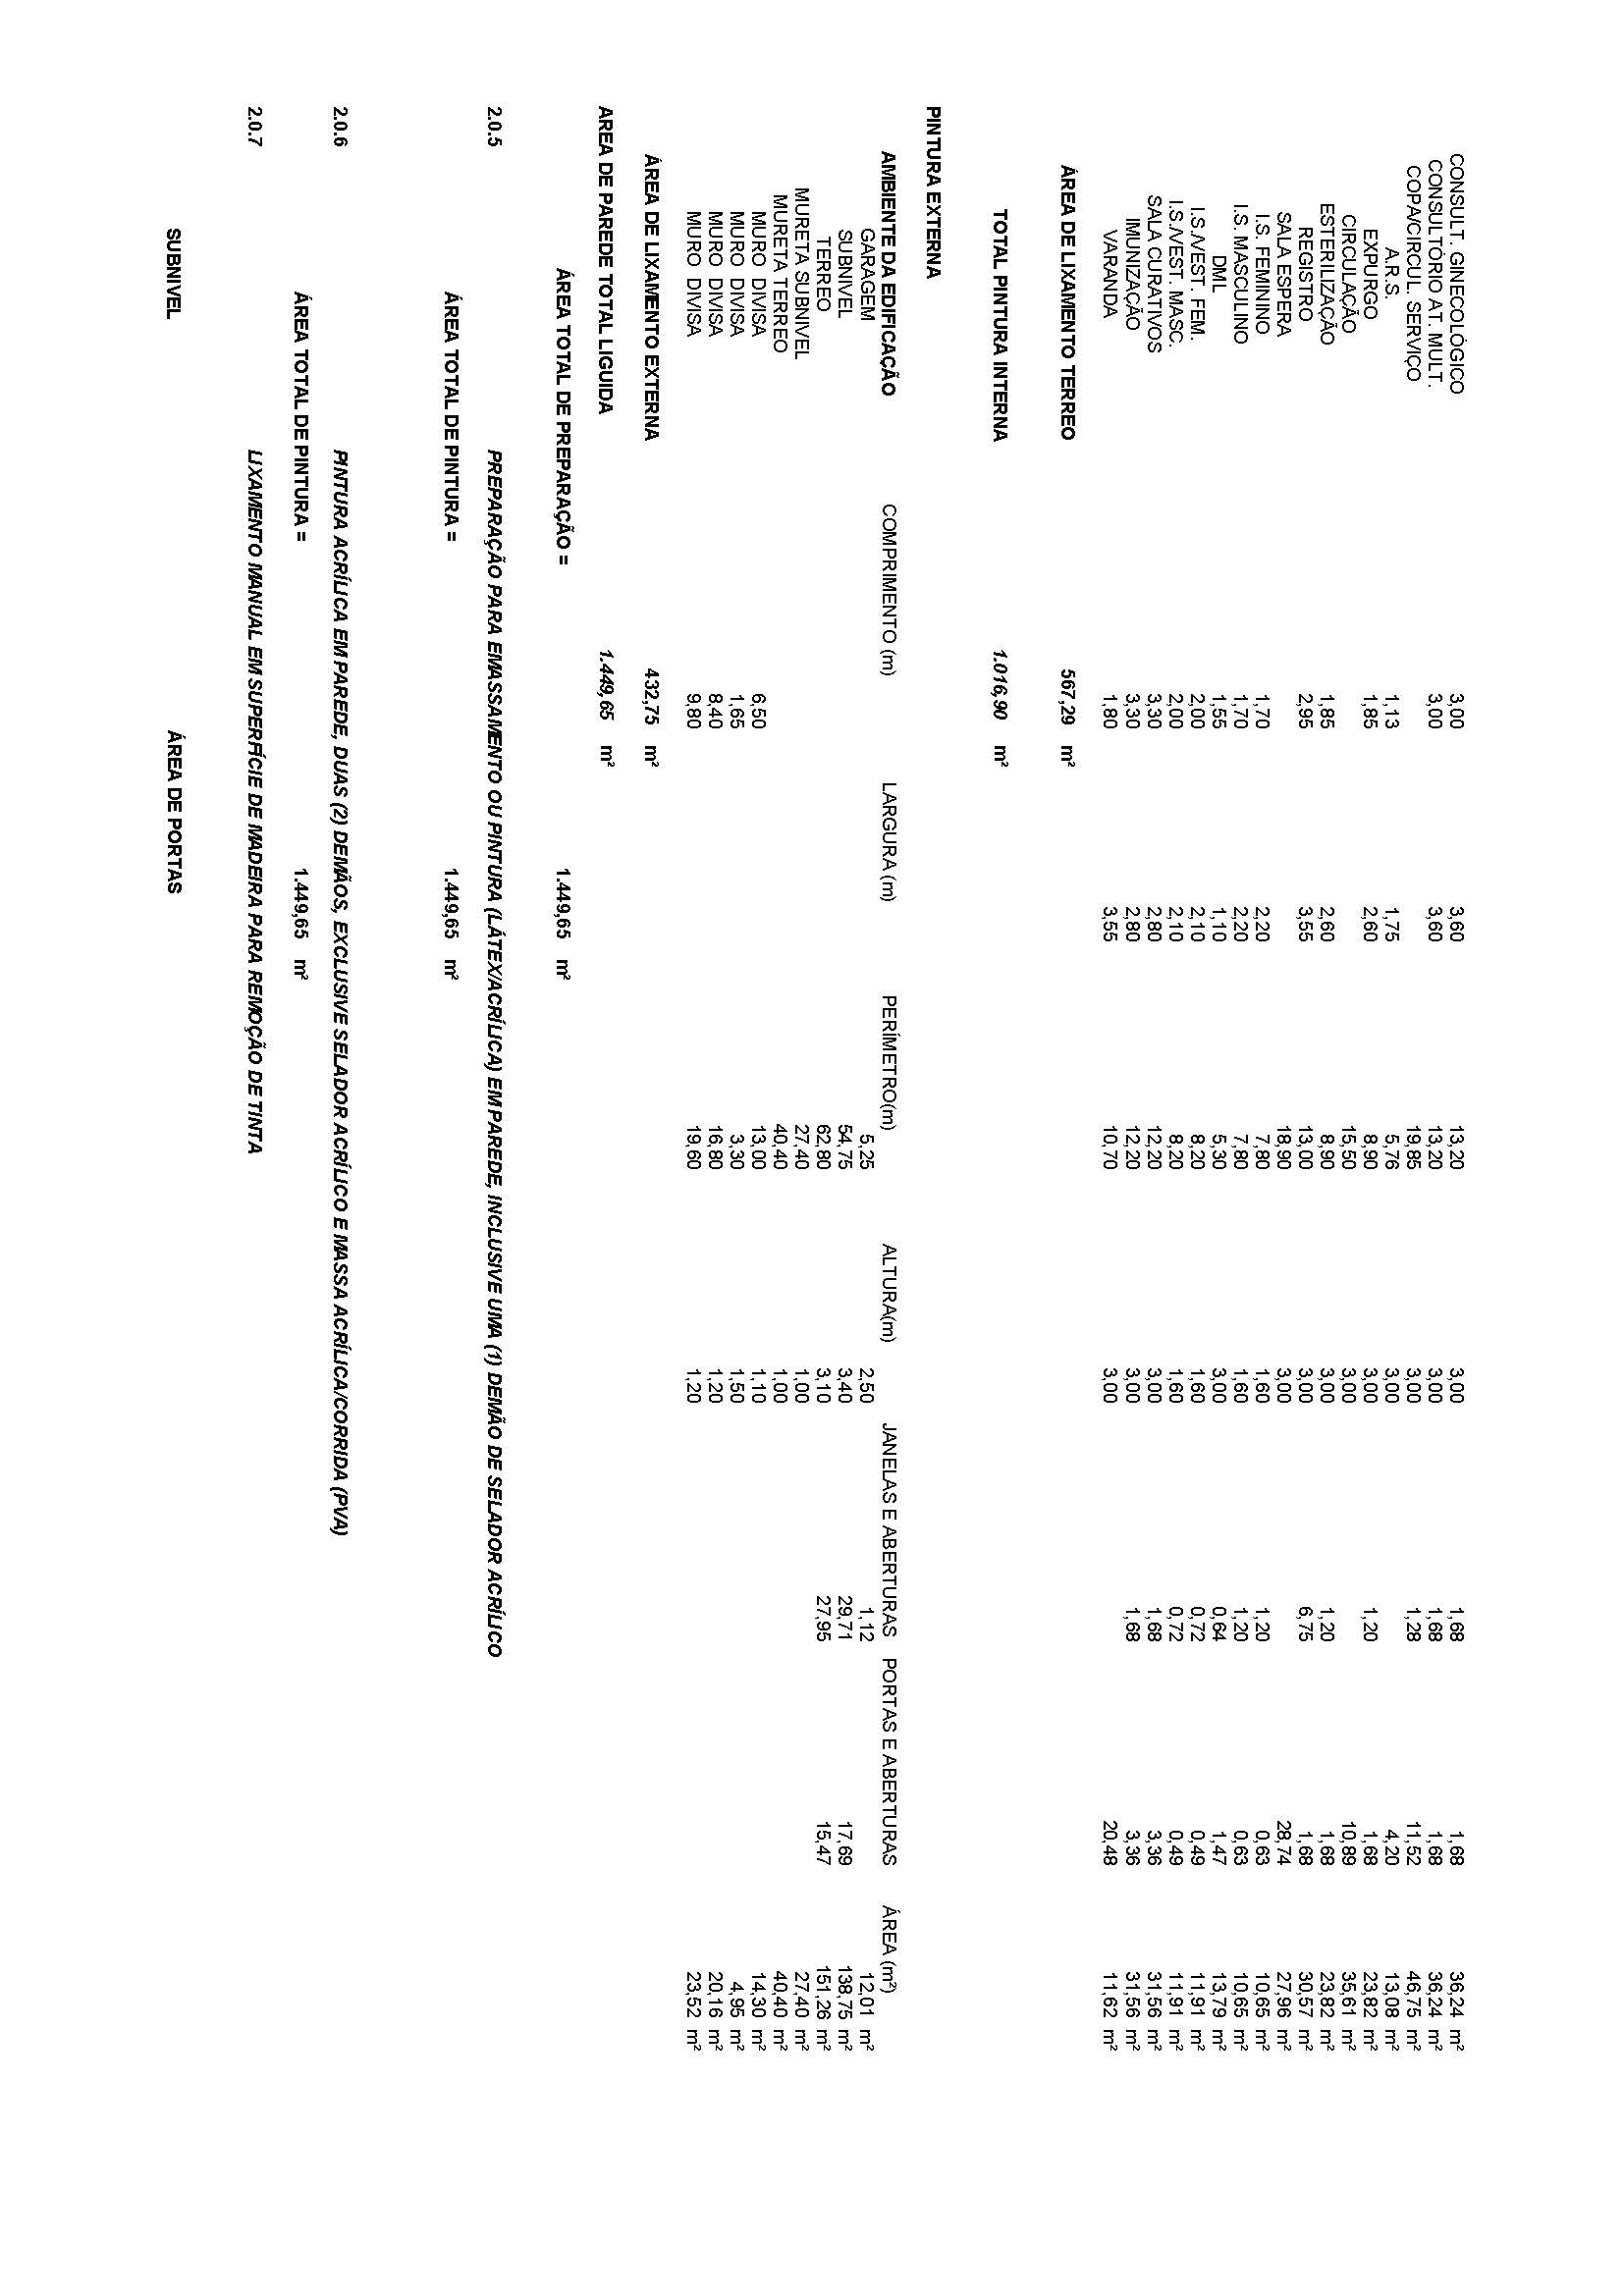 CONSULT. GINECOLÓGICO 3,00 3,60 13,20 3,00 1,68 1,68 36,24 m²
CONSULTÓRIO AT. MULT. 3,00 3,60 13,20 3,00 1,68 1,68 36,24 m²
COPA/CIRCUL. SERVIÇO 19,85 3,00 1,28 11,52 46,75 m²
A.R.S. 1,13 1,75 5,76 3,00 4,20 13,08 m²
EXPURGO 1,85 2,60 8,90 3,00 1,20 1,68 23,82 m²
CIRCULAÇÃO 15,50 3,00 10,89 35,61 m²
ESTERILIZAÇÃO 1,85 2,60 8,90 3,00 1,20 1,68 23,82 m²
REGISTRO 2,95 3,55 13,00 3,00 6,75 1,68 30,57 m²
SALA ESPERA 18,90 3,00 28,74 27,96 m²
I.S. FEMININO 1,70 2,20 7,80 1,60 1,20 0,63 10,65 m²
I.S. MASCULINO 1,70 2,20 7,80 1,60 1,20 0,63 10,65 m²
DML 1,55 1,10 5,30 3,00 0,64 1,47 13,79 m²
I.S./VEST. FEM. 2,00 2,10 8,20 1,60 0,72 0,49 11,91 m²
I.S./VEST. MASC. 2,00 2,10 8,20 1,60 0,72 0,49 11,91 m²
SALA CURATIVOS 3,30 2,80 12,20 3,00 1,68 3,36 31,56 m²
IMUNIZAÇÃO 3,30 2,80 12,20 3,00 1,68 3,36 31,56 m²
VARANDA 1,80 3,55 10,70 3,00 20,48 11,62 m²
ÁREA DE LIXAMENTO TERREO 567,29 m²
TOTAL PINTURA INTERNA 1.016,90 m²
PINTURA EXTERNA
AMBIENTE DA EDIFICAÇÃO COMPRIMENTO (m) LARGURA (m) PERÍMETRO(m) ALTURA(m) JANELAS E ABERTURAS PORTAS E ABERTURAS ÁREA (m²)
GARAGEM 5,25 2,50 1,12 12,01 m²
SUBNIVEL 54,75 3,40 29,71 17,69 138,75 m²
TERREO 62,80 3,10 27,95 15,47 151,26 m²
MURETA SUBNIVEL 27,40 1,00 27,40 m²
MURETA TERREO 40,40 1,00 40,40 m²
MURO DIVISA 6,50 13,00 1,10 14,30 m²
MURO DIVISA 1,65 3,30 1,50 4,95 m²
MURO DIVISA 8,40 16,80 1,20 20,16 m²
MURO DIVISA 9,80 19,60 1,20 23,52 m²
ÁREA DE LIXAMENTO EXTERNA 432,75 m²
AREA DE PAREDE TOTAL LIGUIDA 1.449,65 m²
ÁREA TOTAL DE PREPARAÇÃO = 1.449,65 m²
2.0.5 PREPARAÇÃO PARA EMASSAMENTO OU PINTURA (LÁTEX/ACRÍLICA) EM PAREDE, INCLUSIVE UMA (1) DEMÃO DE SELADOR ACRÍLICO
ÁREA TOTAL DE PINTURA = 1.449,65 m²
2.0.6 PINTURA ACRÍLICA EM PAREDE, DUAS (2) DEMÃOS, EXCLUSIVE SELADOR ACRÍLICO E MASSA ACRÍLICA/CORRIDA (PVA)
ÁREA TOTAL DE PINTURA = 1.449,65 m²
2.0.7 LIXAMENTO MANUAL EM SUPERFÍCIE DE MADEIRA PARA REMOÇÃO DE TINTA
SUBNIVEL ÁREA DE PORTAS